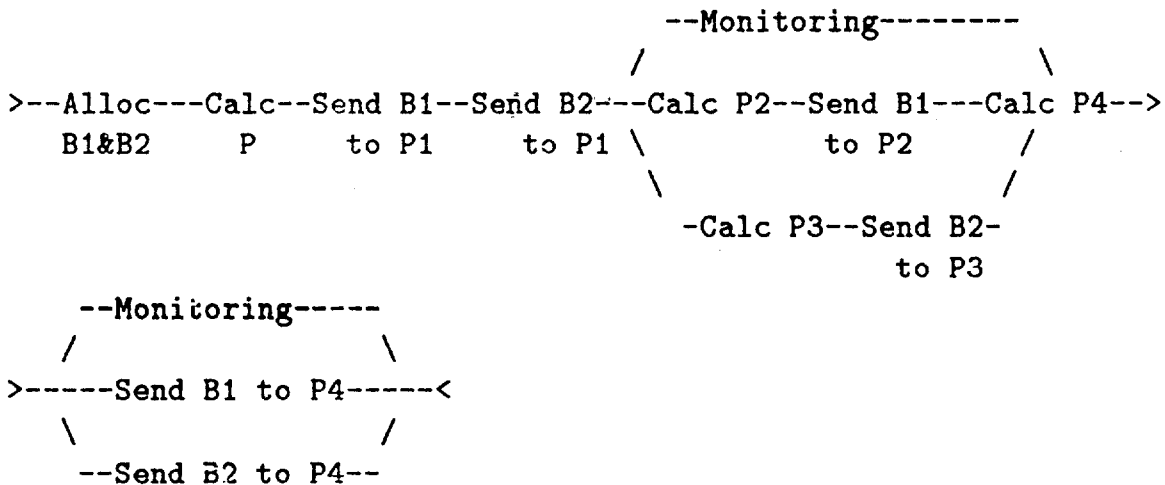 --Monitoring--------
/ \
>--Alloc---Calc--Send B1--Send B2---Calc P2--Send B1---Calc P4-->
B1&B2 P to P1 to P1 \ to P2 /
\ /
-Calc P3--Send B2-
to P3
--Monitoring-----
/ \
>-----Send B1 to P4-----<
\ /
--Send B2 to P4--